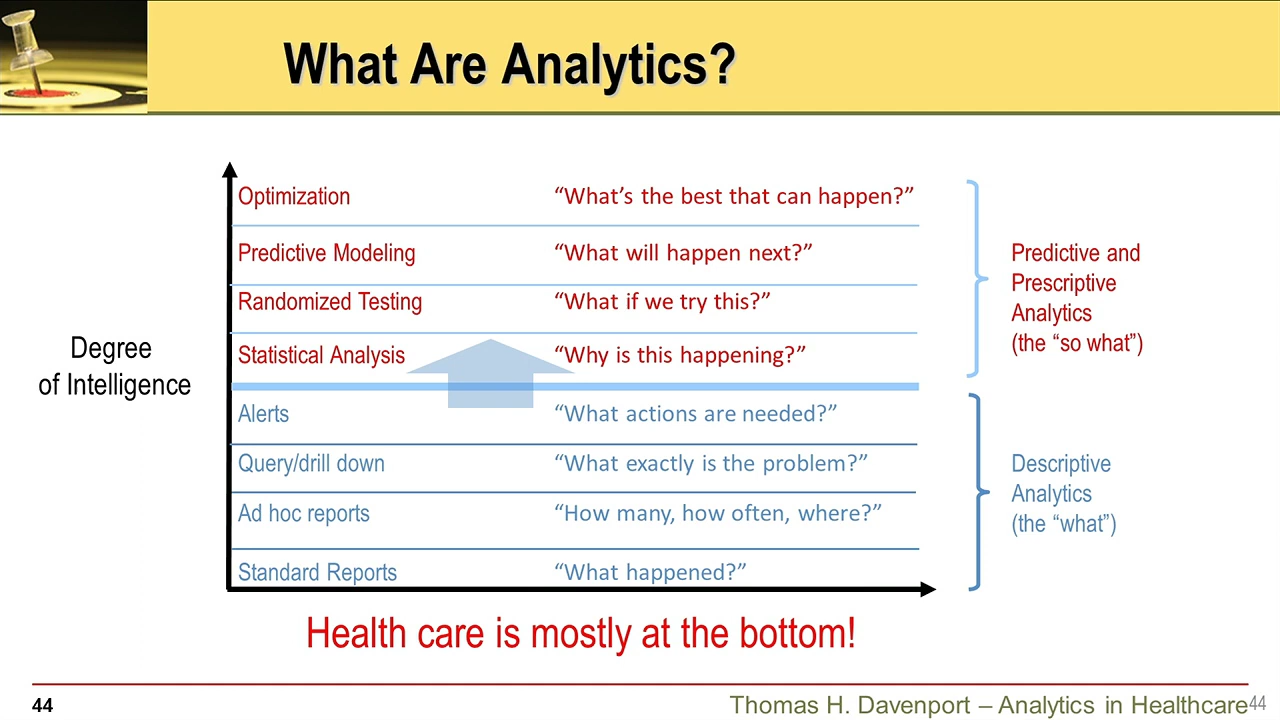 What Are Analytics?
Optimization “What’s the best that can happen?”
Predictive Modeling “What will happen next?”
Randomized Testing “What if we try this?”
Statistical Analysis “Why is this happening?”
Predictive and
Prescriptive
Analytics
(the “so what”)
Degree
of Intelligence
Alerts “What actions are needed?”
Query/drill down “What exactly is the problem?”
Ad hoc reports “How many, how often, where?”
Standard Reports “What happened?”
Descriptive
Analytics
(the “what”)
Health care is mostly at the bottom!
44
Thomas H. Davenport – Analytics in Healthcare
44